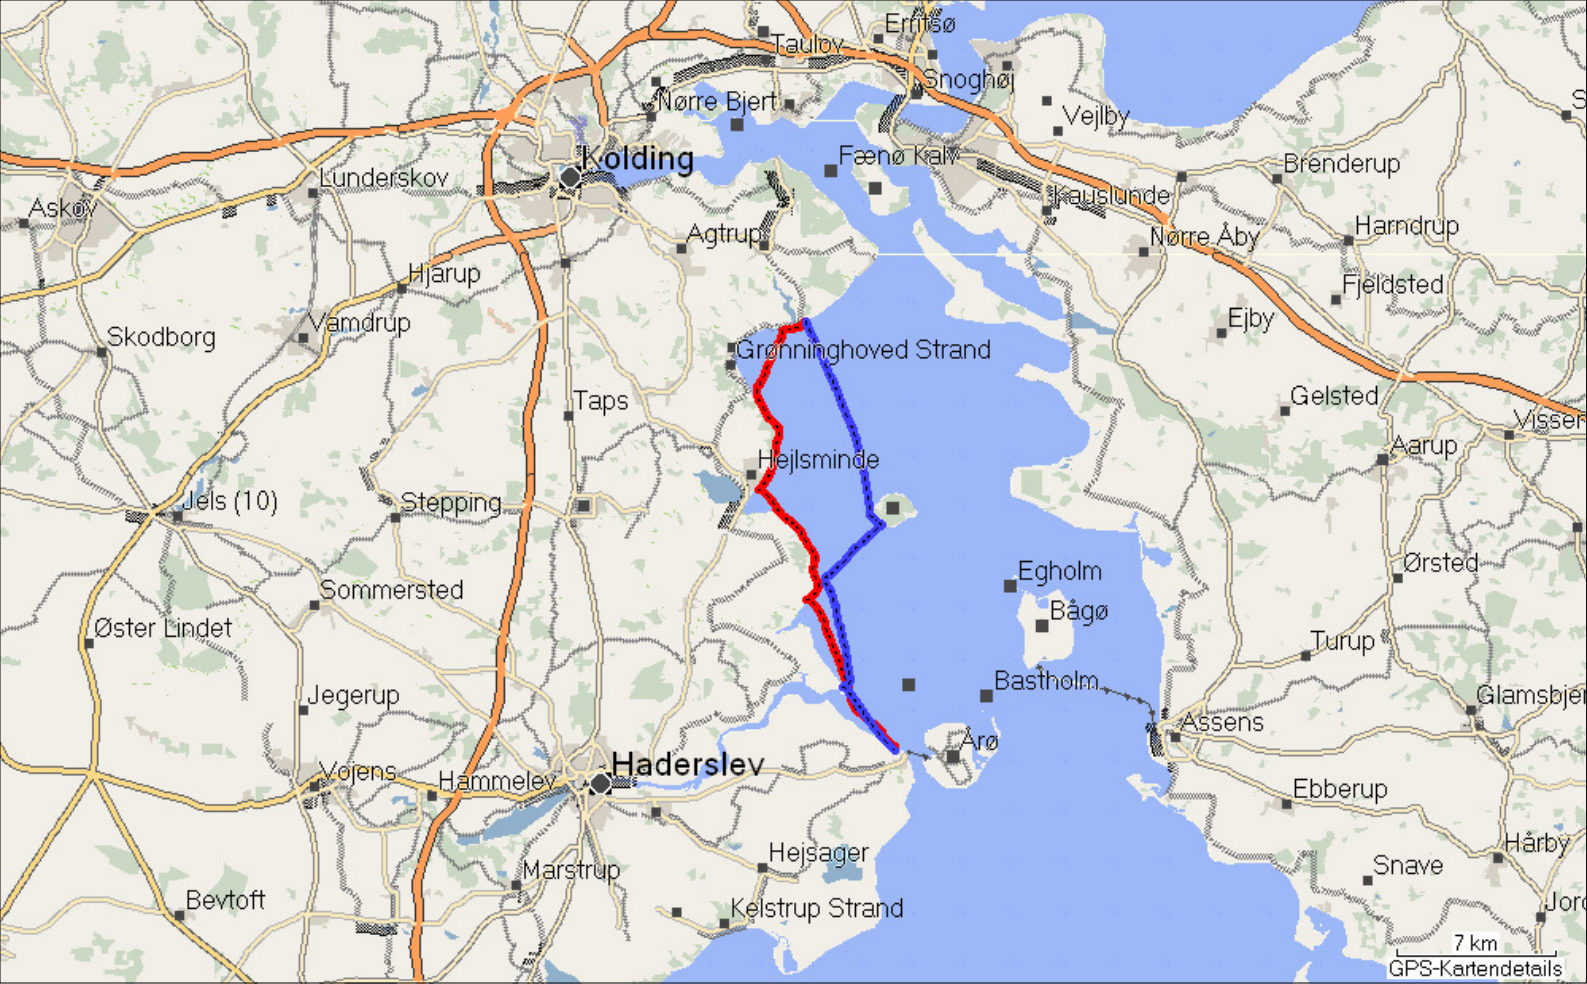 Erritsø
Taulov
Snoghøj
Nørre Bjert
Vejlby
Kolding
Fænø Kalv
Brenderup
Lunderskov
Kauslunde
Askov
Agtrup
Nørre Åby
Harndrup
Hjarup
Fjeldsted
Vamdrup
Skodborg
Ejby
Grønninghoved Strand
Taps
Gelsted
Visser
Aarup
Hejlsminde
Jels (10)
Stepping
Egholm
Ørsted
Sommersted
Bågø
Øster Lindet
Turup
Jegerup
Bastholm
Glamsbjer
Assens
Årø
Haderslev
Vojens
Hammelev
Ebberup
Hårby
Hejsager
Snave
Marstrup
Bevtoft
Kelstrup Strand
7 km
GPS-Kartendetails